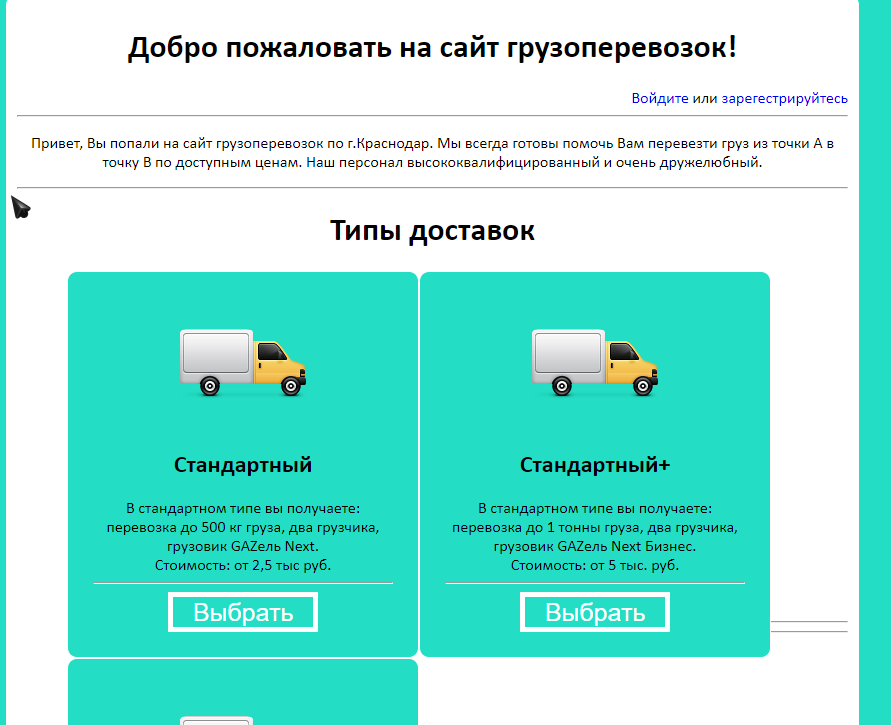 Добро пожаловать на сайт грузоперевозок!
Войдите или зарегестрируйтесь
Привет, Вы попали на сайт грузоперевозок по г.Краснодар. Мы всегда готовы помочь Вам перевезти груз из точки А в
точку В по доступным ценам. Наш персонал высококвалифицированный и очень дружелюбный.
Типы доставок
Стандартный
В стандартном типе вы получаете:
перевозка до 500 кг груза, два грузчика,
грузовик GAZель Next.
Стоимость: от 2,5 тыс руб.
Выбрать
Стандартный+
В стандартном типе вы получаете:
перевозка до 1 тонны груза, два грузчика,
грузовик GAZель Next Бизнес.
Стоимость: от 5 тыс. руб.
Выбрать